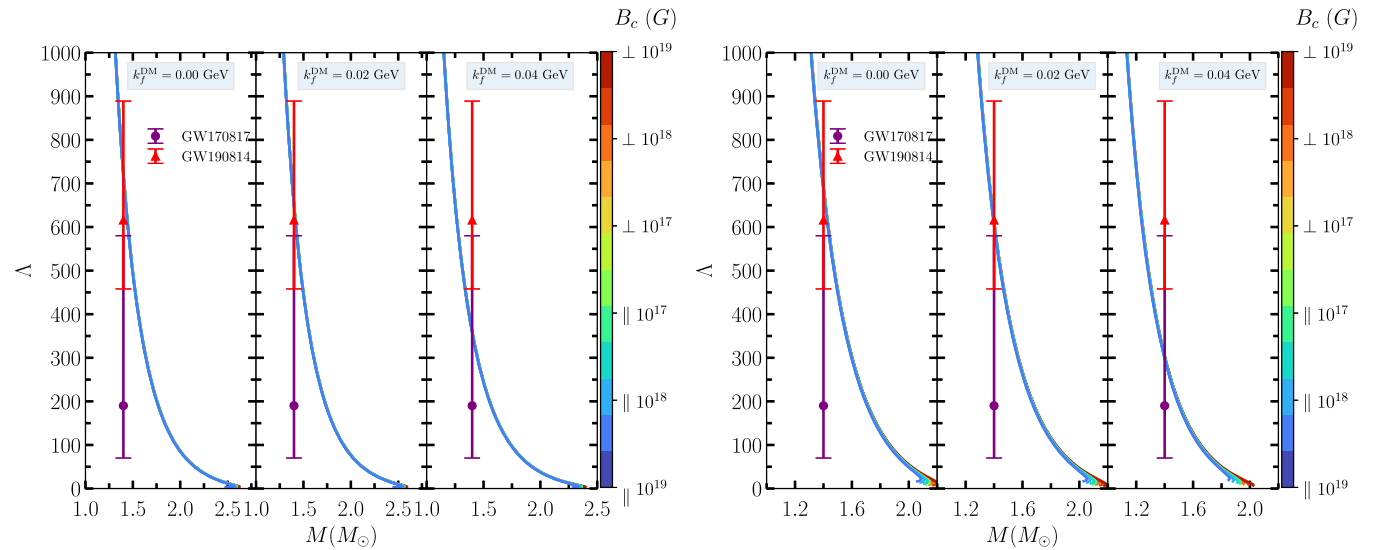 B_c (G)
B_c (G)
k_f^DM = 0.00 GeV
k_f^DM = 0.02 GeV
k_f^DM = 0.04 GeV
GW170817
GW190814
1000
900
800
700
600
500
400
300
200
100
0
Λ
1.0 1.5 2.0 2.5 1.0 1.5 2.0 2.5 1.0 1.5 2.0 2.5
M(M_⊙)
⊥ 10^19
⊥ 10^18
⊥ 10^17
∥ 10^17
∥ 10^18
∥ 10^19
k_f^DM = 0.00 GeV
k_f^DM = 0.02 GeV
k_f^DM = 0.04 GeV
GW170817
GW190814
1000
900
800
700
600
500
400
300
200
100
0
Λ
1.2 1.6 2.0 1.2 1.6 2.0 1.2 1.6 2.0
M(M_⊙)
⊥ 10^19
⊥ 10^18
⊥ 10^17
∥ 10^17
∥ 10^18
∥ 10^19